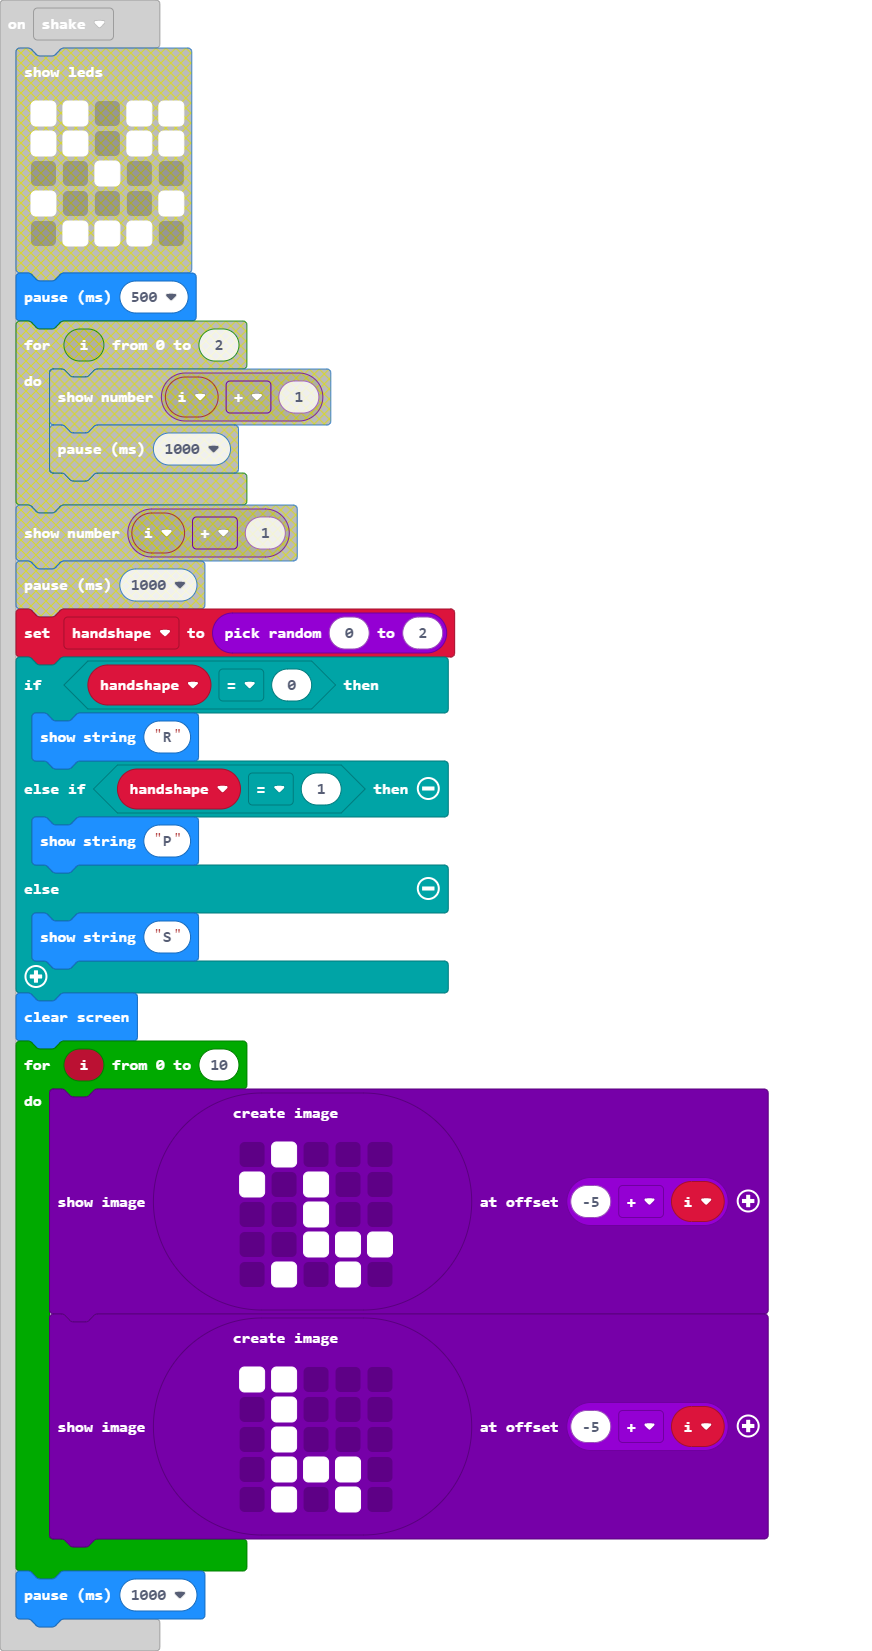 on shake
show leds
pause (ms) 500
for i from 0 to 2
do
show number i + 1
pause (ms) 1000
show number i + 1
pause (ms) 1000
set handshape to pick random 0 to 2
if handshape = 0 then
show string "R"
else if handshape = 1 then
show string "P"
else
show string "S"
clear screen
for i from 0 to 10
do
create image
show image at offset -5 + i
create image
show image at offset -5 + i
pause (ms) 1000